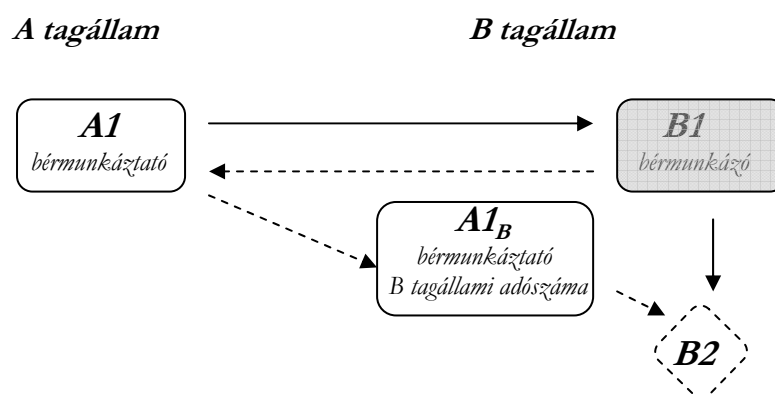 A tagállam
B tagállam
A1
bérmunkáztató
B1
bérmunkázó
A1B
bérmunkáztató
B tagállami adószáma
B2